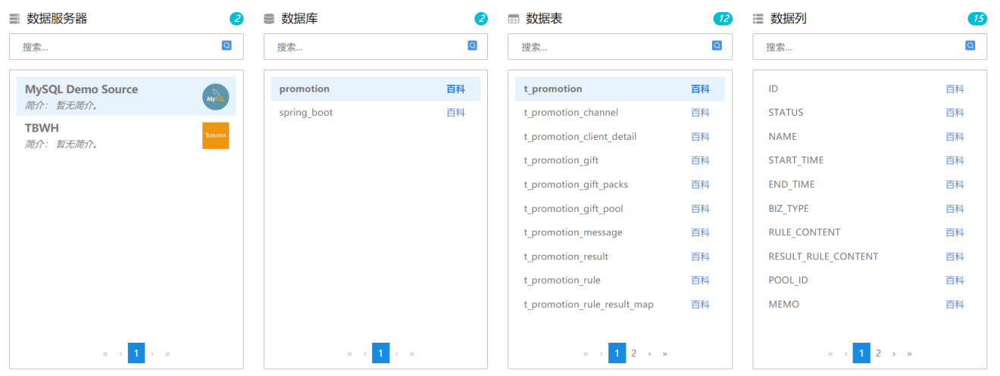 数据服务器 2
搜索...
MySQL Demo Source
简介： 暂无简介。
MySQL
TBWH
简介： 暂无简介。
TERADATA
« ‹ 1 › »
数据库 2
搜索...
promotion 百科
spring_boot 百科
« ‹ 1 › »
数据表 12
搜索...
t_promotion 百科
t_promotion_channel 百科
t_promotion_client_detail 百科
t_promotion_gift 百科
t_promotion_gift_packs 百科
t_promotion_gift_pool 百科
t_promotion_message 百科
t_promotion_result 百科
t_promotion_rule 百科
t_promotion_rule_result_map 百科
« ‹ 1 2 › »
数据列 15
搜索...
ID 百科
STATUS 百科
NAME 百科
START_TIME 百科
END_TIME 百科
BIZ_TYPE 百科
RULE_CONTENT 百科
RESULT_RULE_CONTENT 百科
POOL_ID 百科
MEMO 百科
« ‹ 1 2 › »